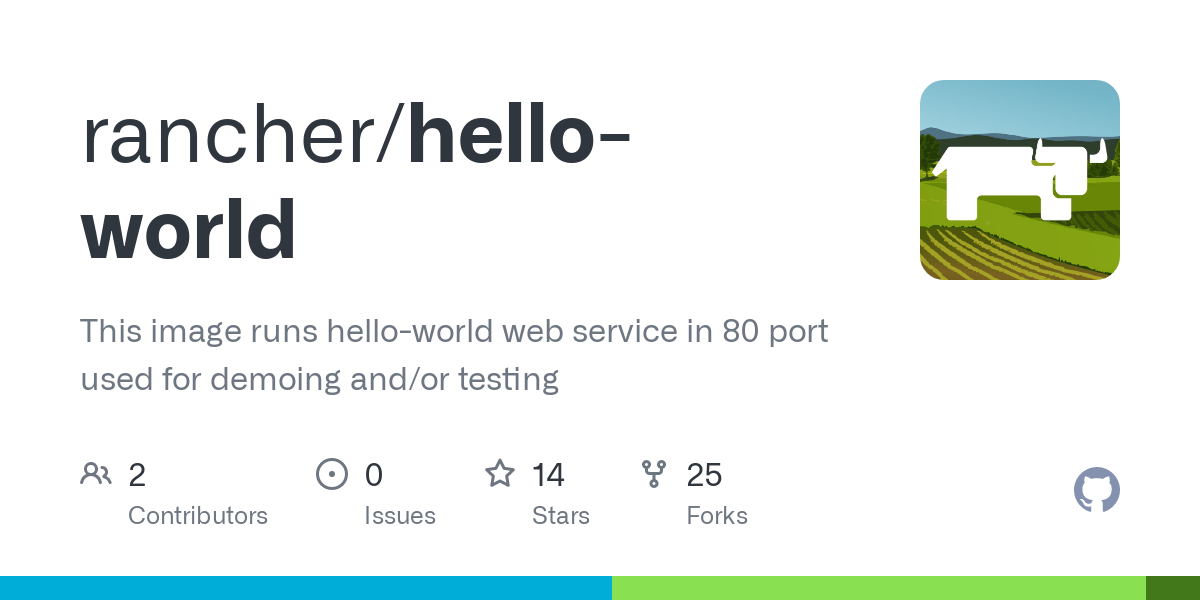 rancher/hello-
world
This image runs hello-world web service in 80 port
used for demoing and/or testing
2 0 14 25
Contributors Issues Stars Forks